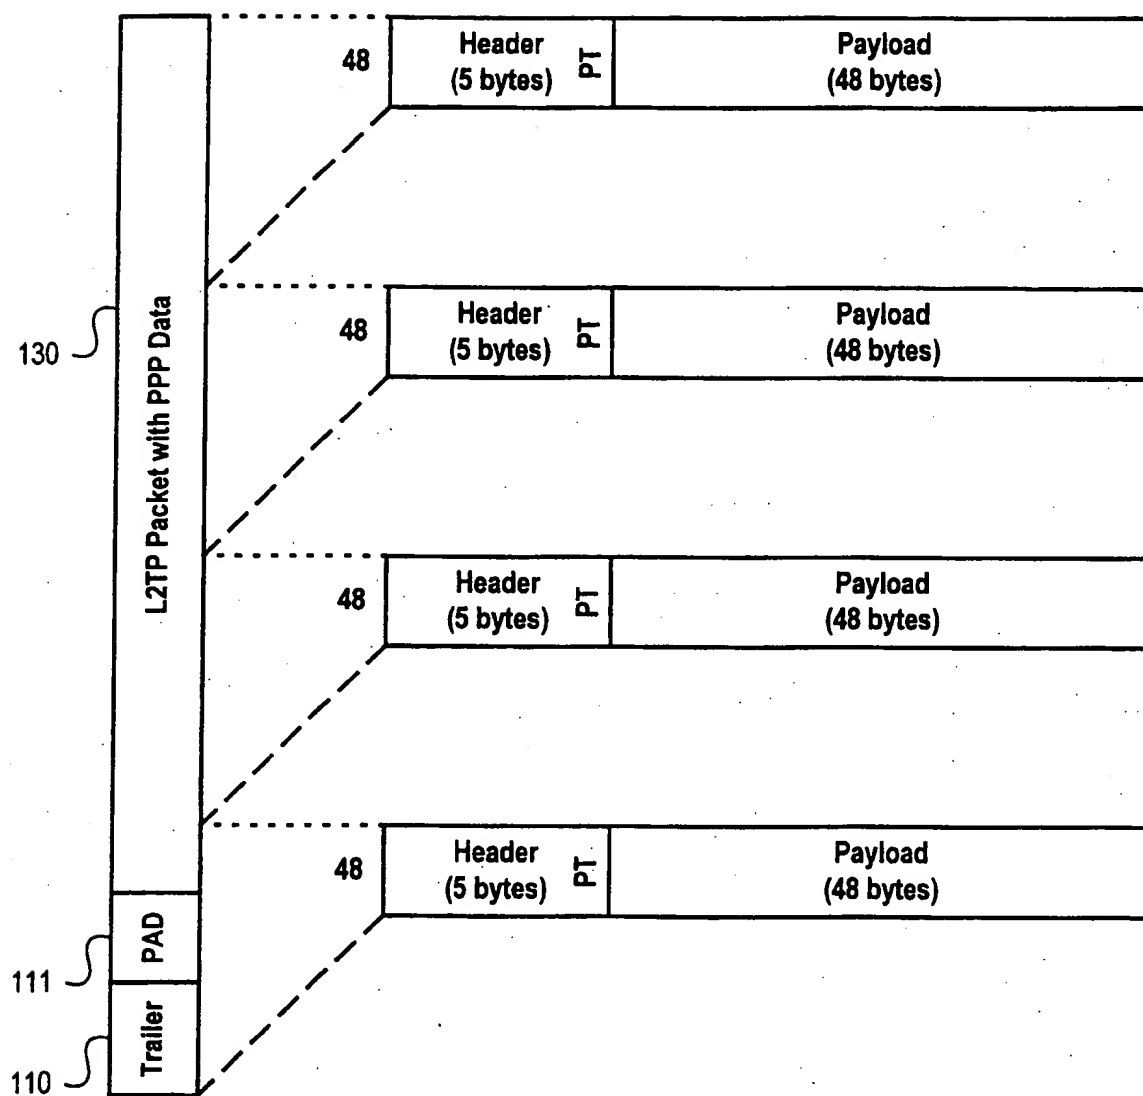 48
Header
(5 bytes)
PT
Payload
(48 bytes)
130
L2TP Packet with PPP Data
48
Header
(5 bytes)
PT
Payload
(48 bytes)
48
Header
(5 bytes)
PT
Payload
(48 bytes)
48
Header
(5 bytes)
PT
Payload
(48 bytes)
111
PAD
110
Trailer